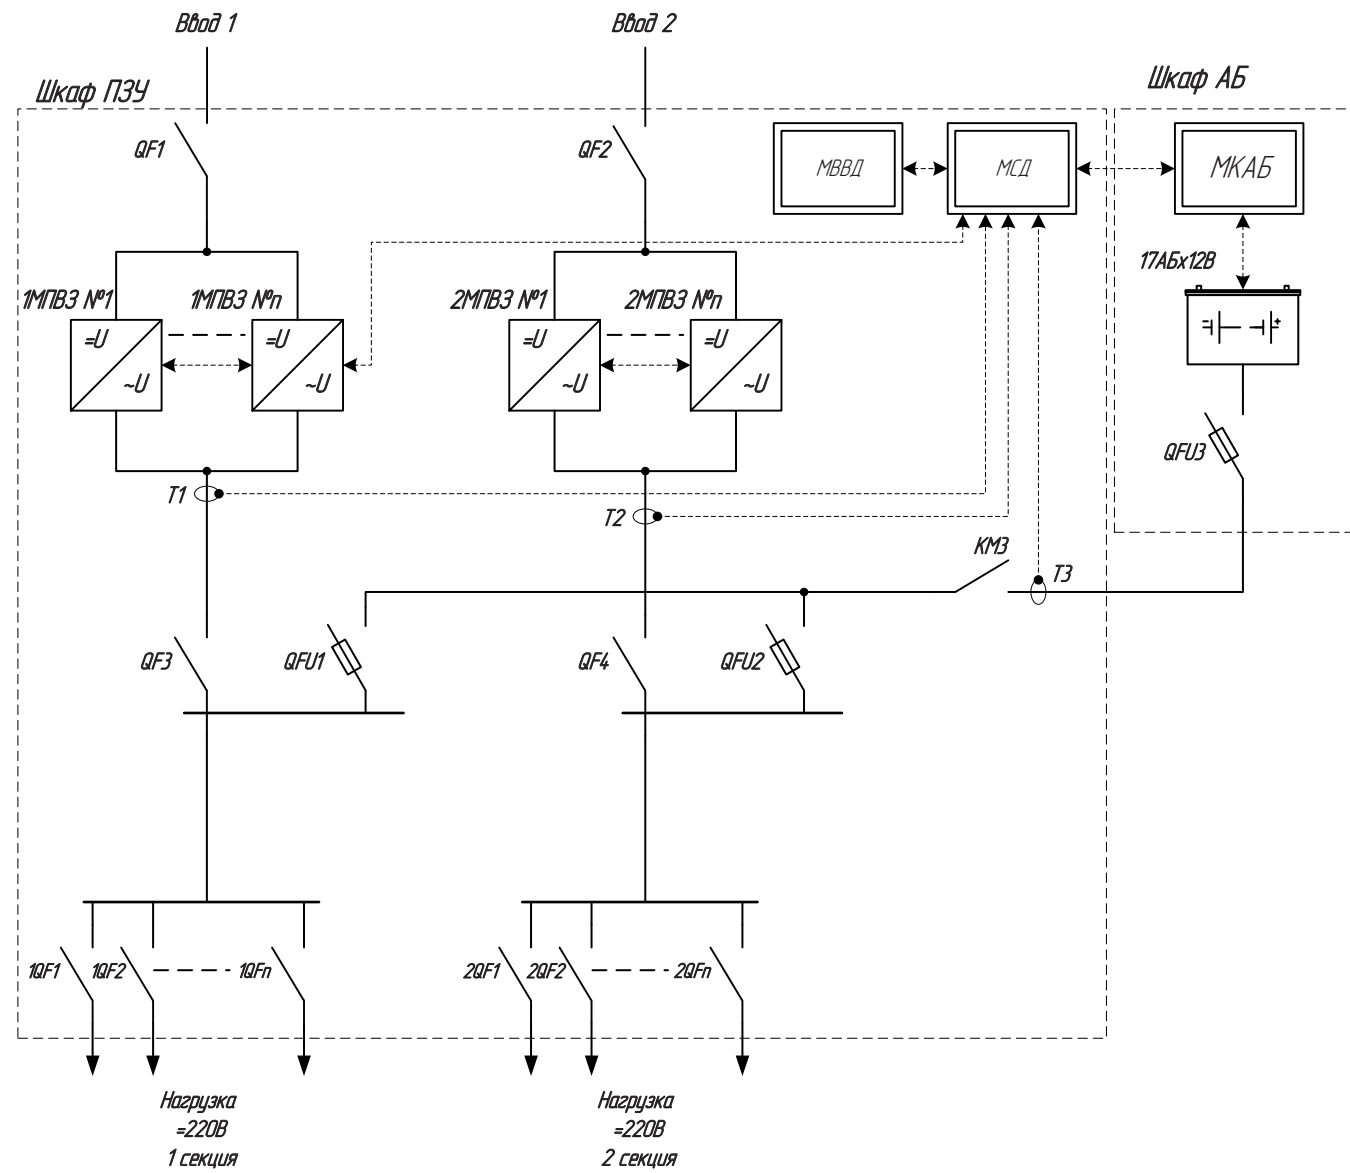 Ввод 1
Ввод 2
Шкаф ПЗУ
Шкаф АБ
QF1
QF2
МВВД
МСД
МКАБ
17АБх12В
1МПВЗ №1
1МПВЗ №n
2МПВЗ №1
2МПВЗ №n
=U
~U
=U
~U
=U
~U
=U
~U
= +
QFU3
T1
T2
КМ3
T3
QF3
QFU1
QF4
QFU2
1QF1
1QF2
1QFn
2QF1
2QF2
2QFn
Нагрузка
=220В
1 секция
Нагрузка
=220В
2 секция